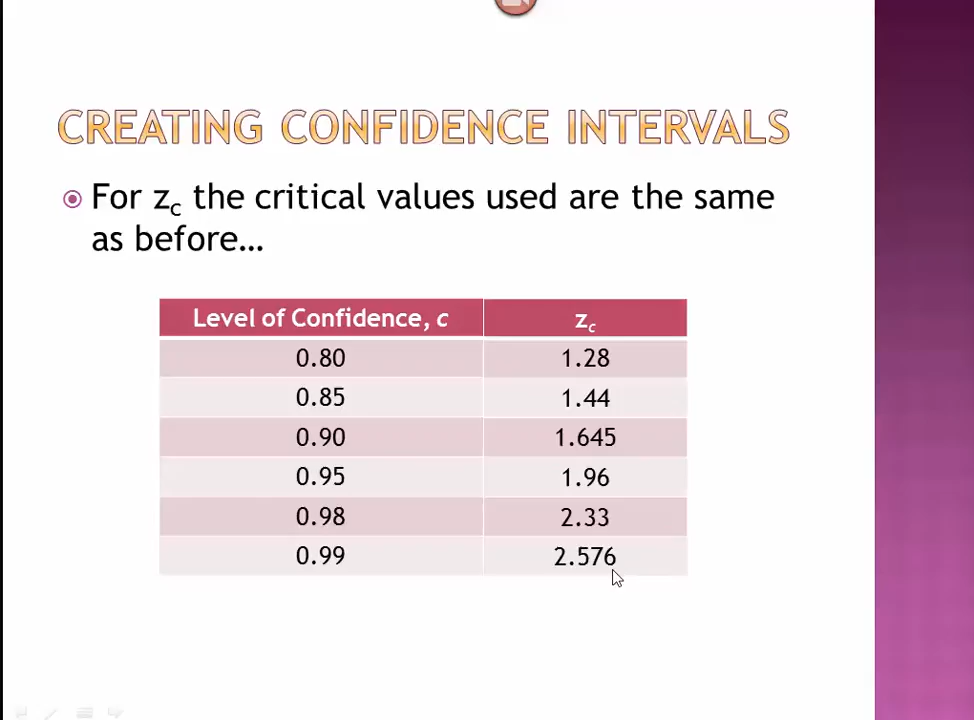 CREATING CONFIDENCE INTERVALS
For zc the critical values used are the same
as before…
Level of Confidence, c zc
0.80 1.28
0.85 1.44
0.90 1.645
0.95 1.96
0.98 2.33
0.99 2.576